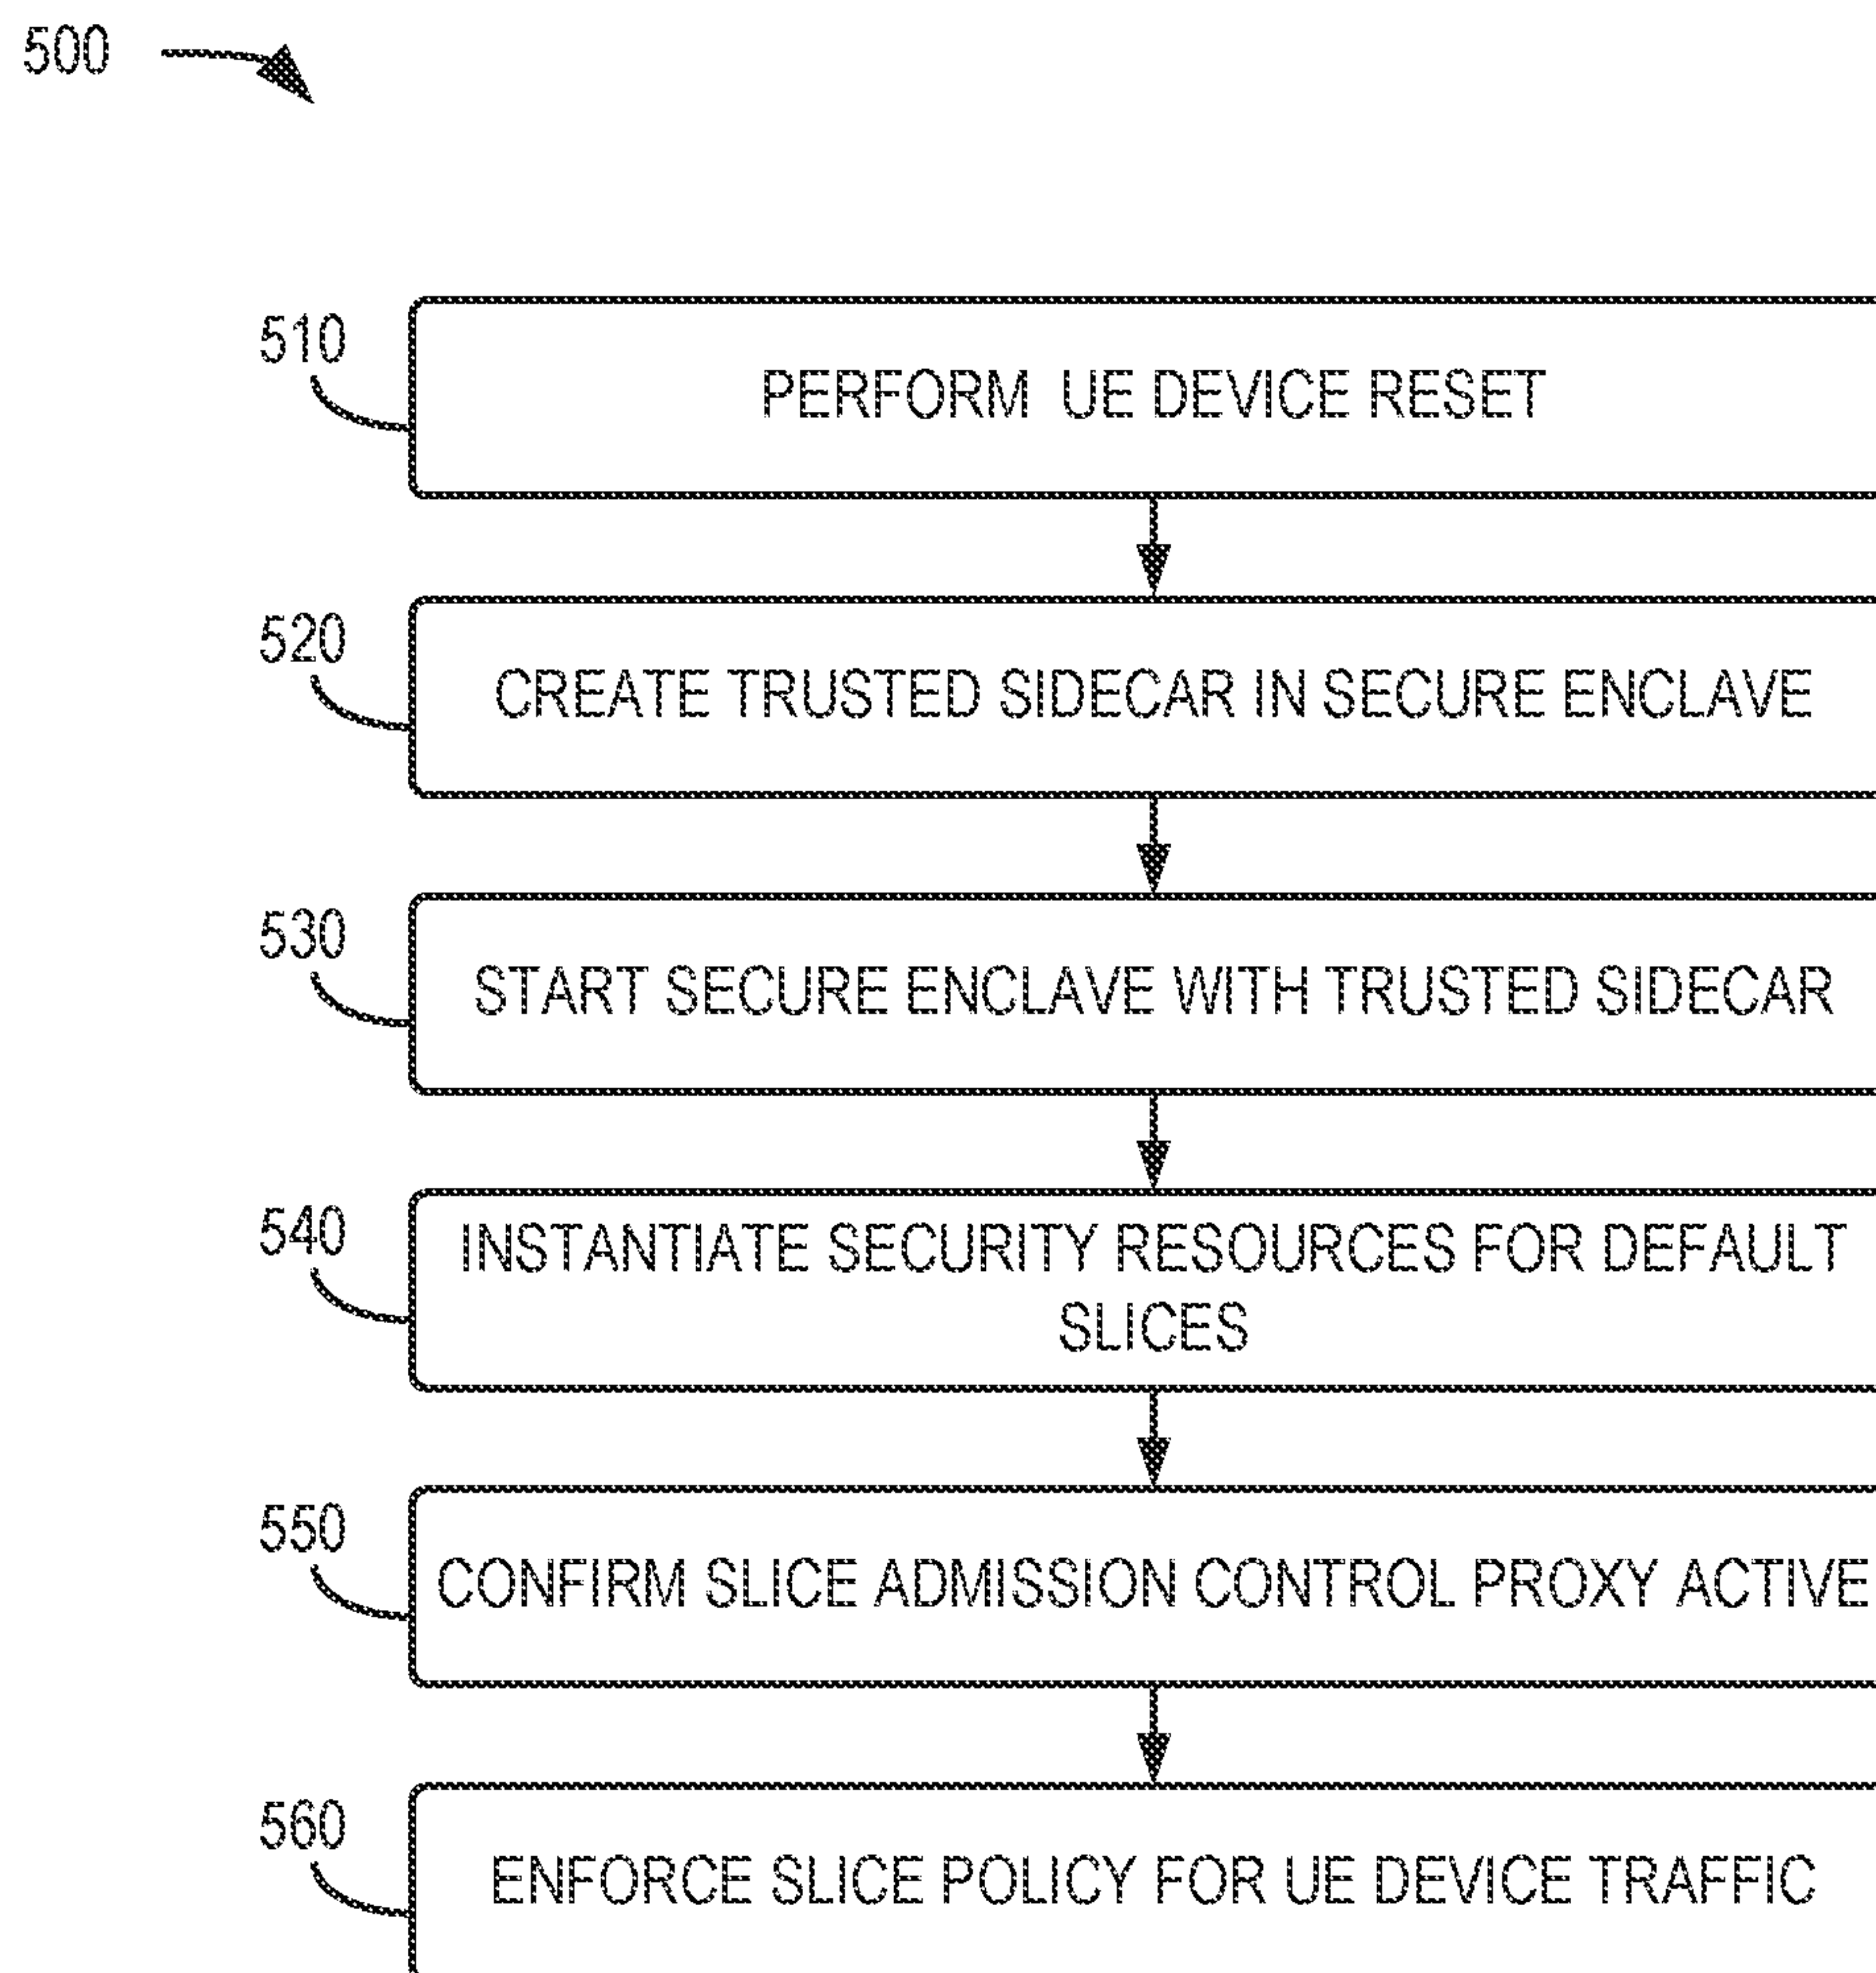 500
510
PERFORM UE DEVICE RESET
520
CREATE TRUSTED SIDECAR IN SECURE ENCLAVE
530
START SECURE ENCLAVE WITH TRUSTED SIDECAR
540
INSTANTIATE SECURITY RESOURCES FOR DEFAULT
SLICES
550
CONFIRM SLICE ADMISSION CONTROL PROXY ACTIVE
560
ENFORCE SLICE POLICY FOR UE DEVICE TRAFFIC